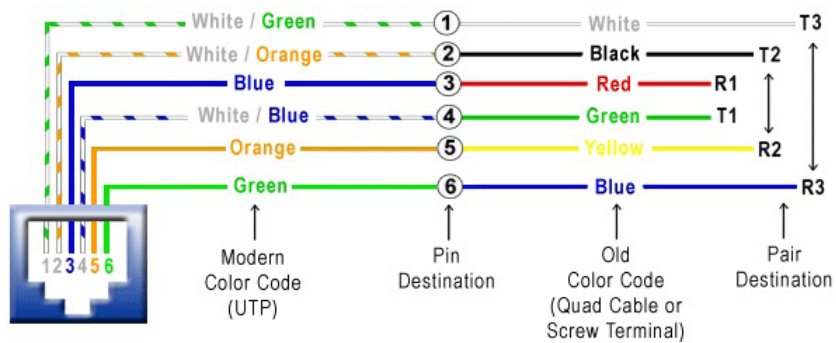 White / Green 1 White T3
White / Orange 2 Black T2
Blue 3 Red R1
White / Blue 4 Green T1
Orange 5 Yellow R2
Green 6 Blue R3
1 2 3 4 5 6
Modern
Color Code
(UTP)
Pin
Destination
Old
Color Code
(Quad Cable or
Screw Terminal)
Pair
Destination